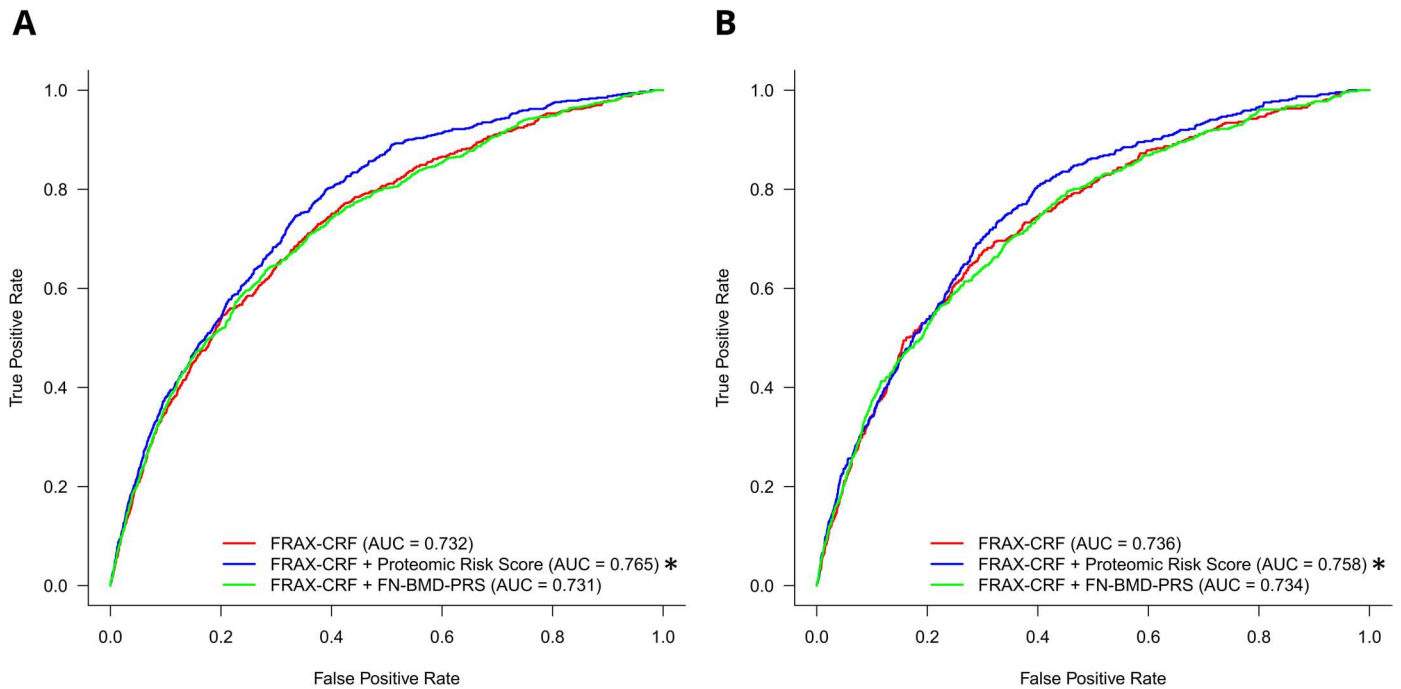 A
1.0
0.8
0.6
0.4
0.2
0.0
True Positive Rate
FRAX-CRF (AUC = 0.732)
FRAX-CRF + Proteomic Risk Score (AUC = 0.765) *
FRAX-CRF + FN-BMD-PRS (AUC = 0.731)
0.0 0.2 0.4 0.6 0.8 1.0
False Positive Rate
B
1.0
0.8
0.6
0.4
0.2
0.0
True Positive Rate
FRAX-CRF (AUC = 0.736)
FRAX-CRF + Proteomic Risk Score (AUC = 0.758) *
FRAX-CRF + FN-BMD-PRS (AUC = 0.734)
0.0 0.2 0.4 0.6 0.8 1.0
False Positive Rate